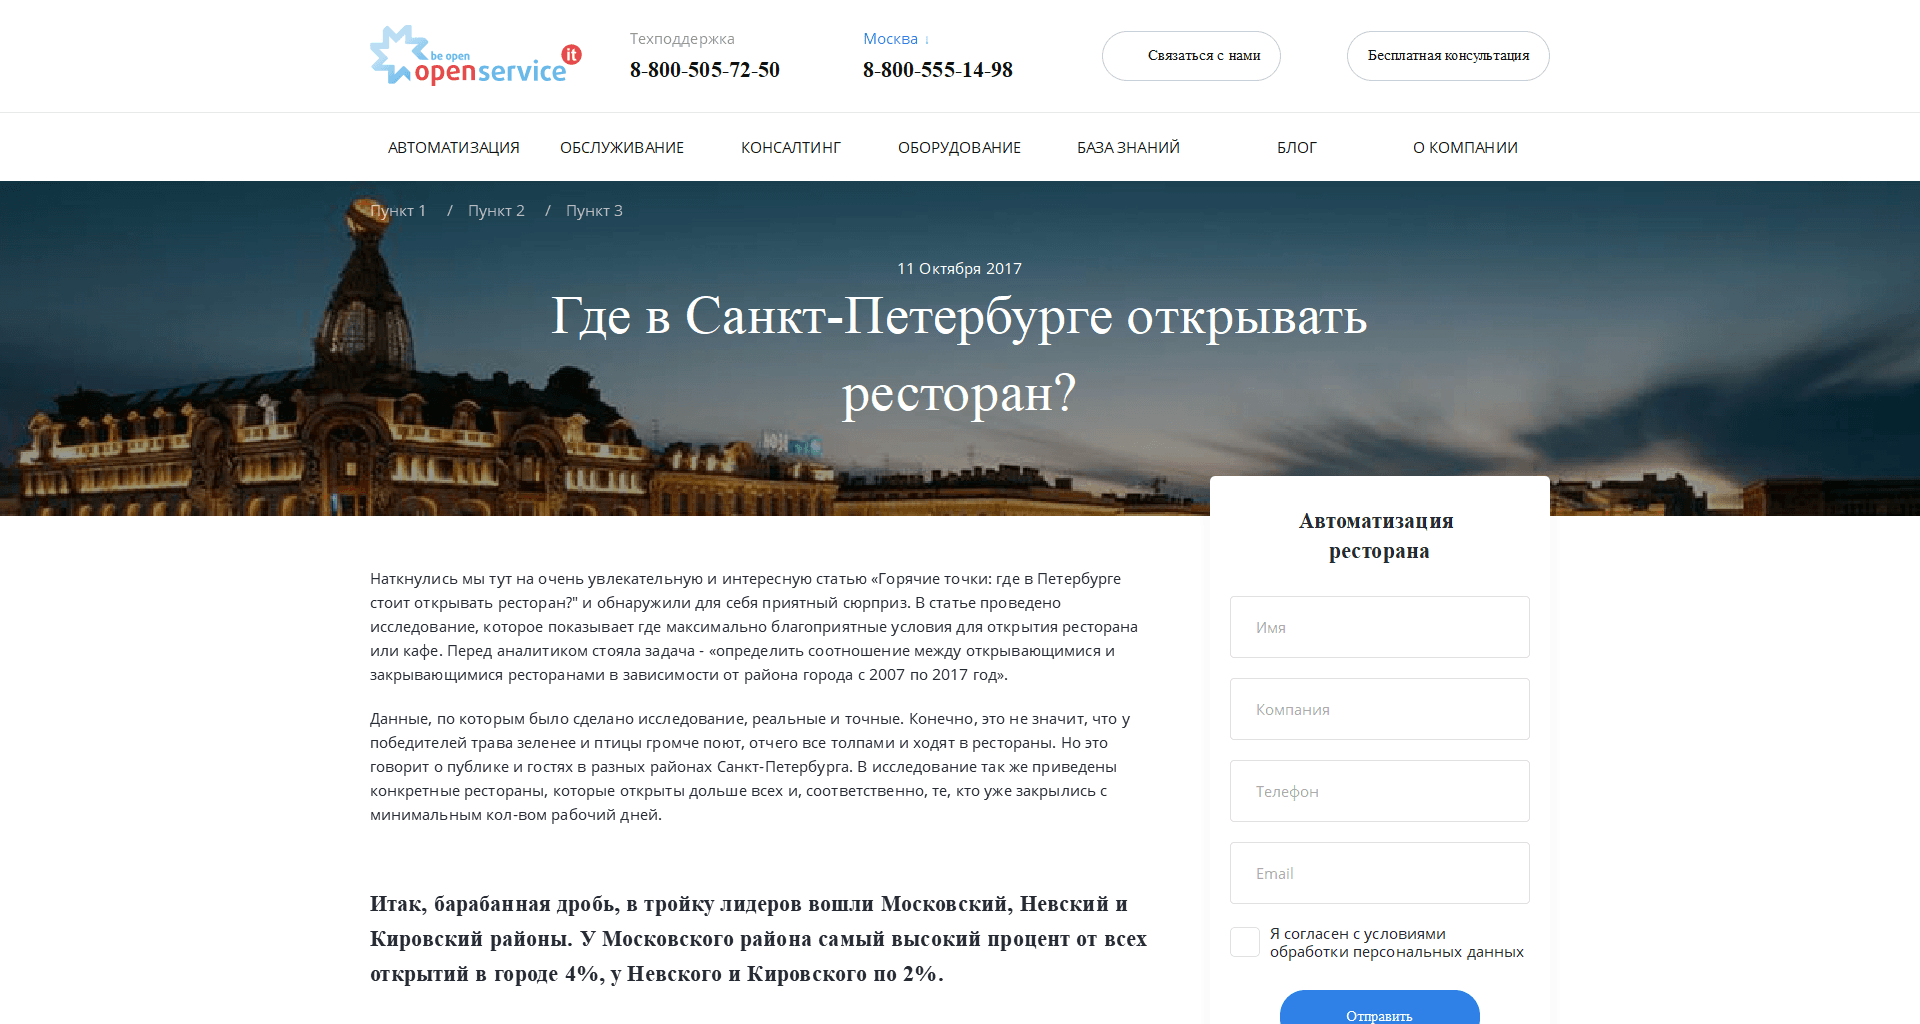 be open
openservice it
Техподдержка
8-800-505-72-50
Москва ↓
8-800-555-14-98
Связаться с нами
Бесплатная консультация
АВТОМАТИЗАЦИЯ
ОБСЛУЖИВАНИЕ
КОНСАЛТИНГ
ОБОРУДОВАНИЕ
БАЗА ЗНАНИЙ
БЛОГ
О КОМПАНИИ
Пункт 1 / Пункт 2 / Пункт 3
11 Октября 2017
Где в Санкт-Петербурге открывать
ресторан?
Наткнулись мы тут на очень увлекательную и интересную статью «Горячие точки: где в Петербурге
стоит открывать ресторан?" и обнаружили для себя приятный сюрприз. В статье проведено
исследование, которое показывает где максимально благоприятные условия для открытия ресторана
или кафе. Перед аналитиком стояла задача - «определить соотношение между открывающимися и
закрывающимися ресторанами в зависимости от района города с 2007 по 2017 год».
Данные, по которым было сделано исследование, реальные и точные. Конечно, это не значит, что у
победителей трава зеленее и птицы громче поют, отчего все толпами и ходят в рестораны. Но это
говорит о публике и гостях в разных районах Санкт-Петербурга. В исследование так же приведены
конкретные рестораны, которые открыты дольше всех и, соответственно, те, кто уже закрылись с
минимальным кол-вом рабочий дней.
Итак, барабанная дробь, в тройку лидеров вошли Московский, Невский и
Кировский районы. У Московского района самый высокий процент от всех
открытий в городе 4%, у Невского и Кировского по 2%.
Автоматизация
ресторана
Имя
Компания
Телефон
Email
Я согласен с условиями
обработки персональных данных
Отправить